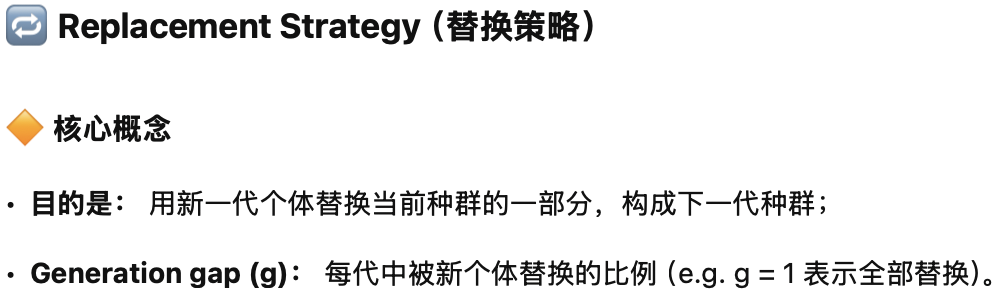 🔁 Replacement Strategy（替换策略）
🔶 核心概念
• 目的是： 用新一代个体替换当前种群的一部分，构成下一代种群；
• Generation gap (g)： 每代中被新个体替换的比例（e.g. g = 1 表示全部替换）。